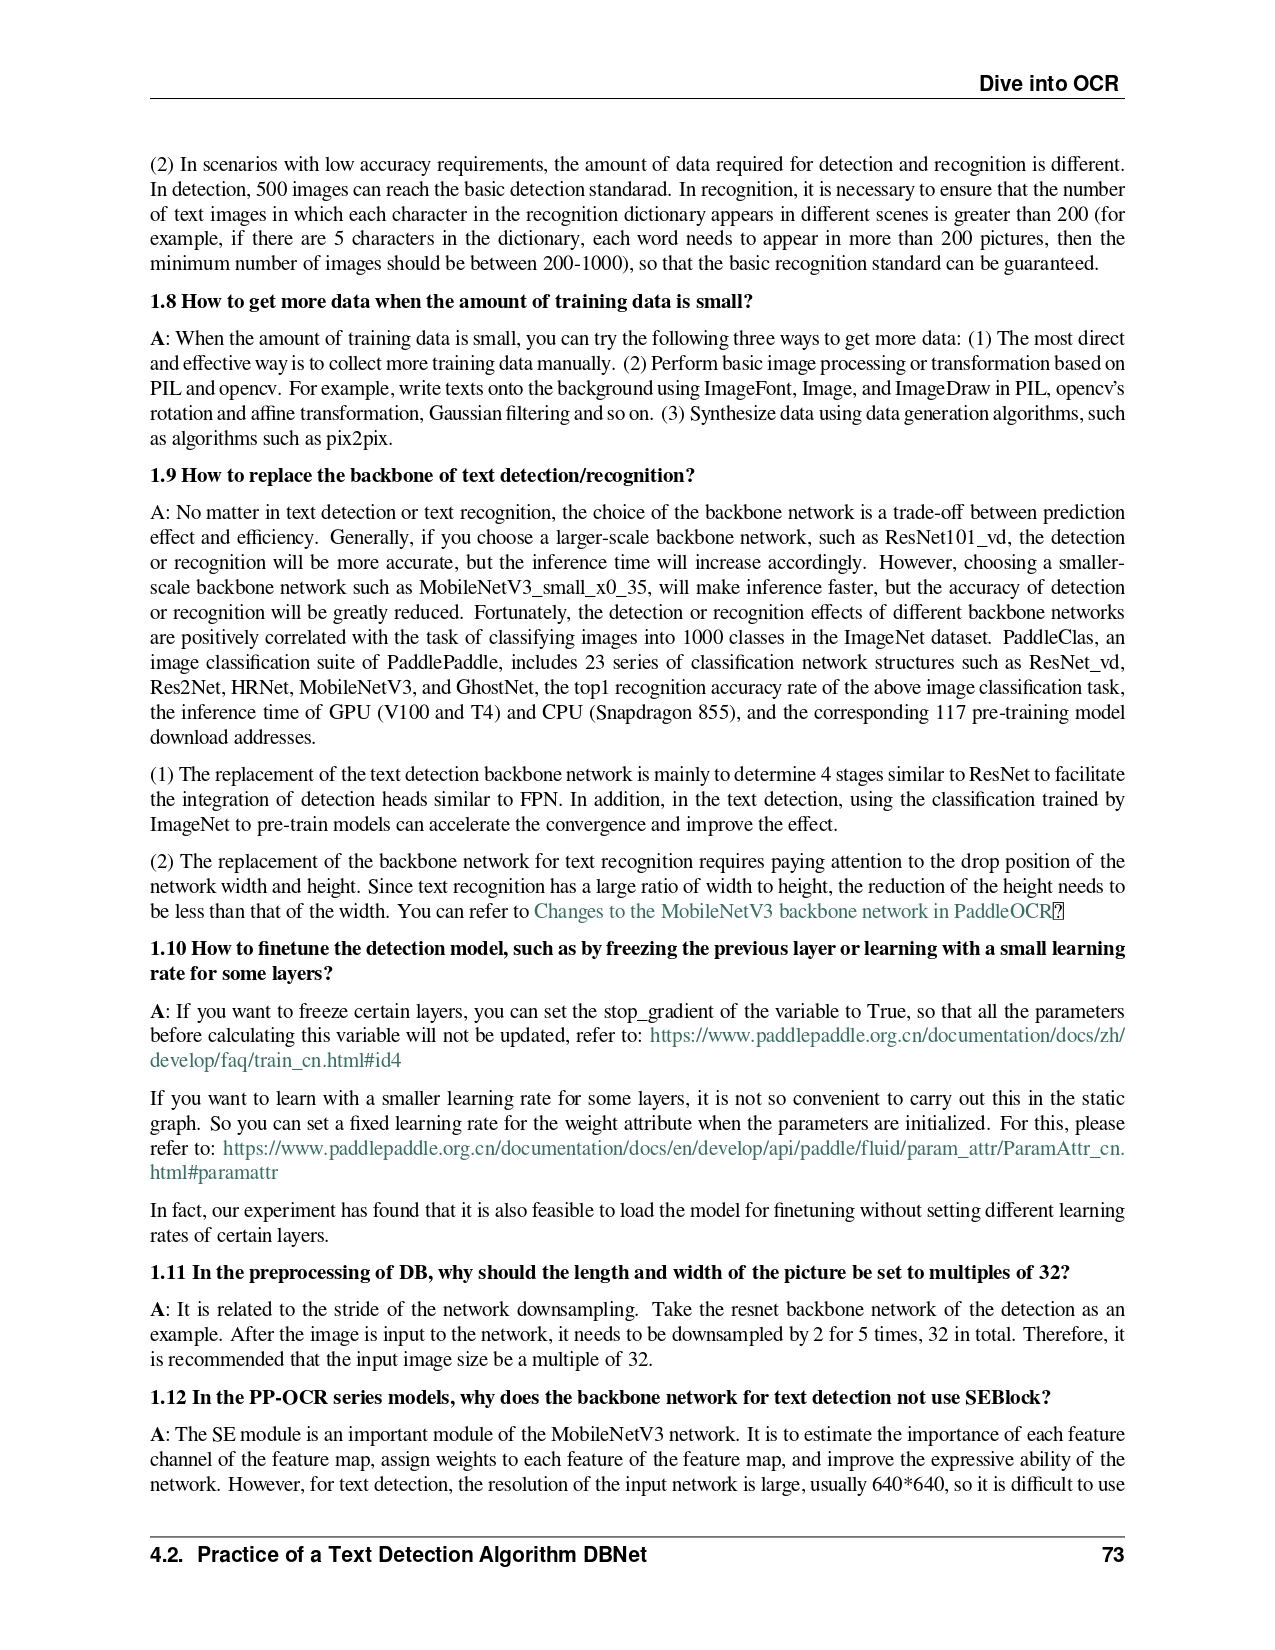 Dive into OCR
(2) In scenarios with low accuracy requirements, the amount of data required for detection and recognition is different.
In detection, 500 images can reach the basic detection standarad. In recognition, it is necessary to ensure that the number
of text images in which each character in the recognition dictionary appears in different scenes is greater than 200 (for
example, if there are 5 characters in the dictionary, each word needs to appear in more than 200 pictures, then the
minimum number of images should be between 200-1000), so that the basic recognition standard can be guaranteed.
1.8 How to get more data when the amount of training data is small?
A: When the amount of training data is small, you can try the following three ways to get more data: (1) The most direct
and effective way is to collect more training data manually. (2) Perform basic image processing or transformation based on
PIL and opencv. For example, write texts onto the background using ImageFont, Image, and ImageDraw in PIL, opencv's
rotation and affine transformation, Gaussian filtering and so on. (3) Synthesize data using data generation algorithms, such
as algorithms such as pix2pix.
1.9 How to replace the backbone of text detection/recognition?
A: No matter in text detection or text recognition, the choice of the backbone network is a trade-off between prediction
effect and efficiency. Generally, if you choose a larger-scale backbone network, such as ResNet101_vd, the detection
or recognition will be more accurate, but the inference time will increase accordingly. However, choosing a smaller-
scale backbone network such as MobileNetV3_small_x0_35, will make inference faster, but the accuracy of detection
or recognition will be greatly reduced. Fortunately, the detection or recognition effects of different backbone networks
are positively correlated with the task of classifying images into 1000 classes in the ImageNet dataset. PaddleClas, an
image classification suite of PaddlePaddle, includes 23 series of classification network structures such as ResNet_vd,
Res2Net, HRNet, MobileNetV3, and GhostNet, the top1 recognition accuracy rate of the above image classification task,
the inference time of GPU (V100 and T4) and CPU (Snapdragon 855), and the corresponding 117 pre-training model
download addresses.
(1) The replacement of the text detection backbone network is mainly to determine 4 stages similar to ResNet to facilitate
the integration of detection heads similar to FPN. In addition, in the text detection, using the classification trained by
ImageNet to pre-train models can accelerate the convergence and improve the effect.
(2) The replacement of the backbone network for text recognition requires paying attention to the drop position of the
network width and height. Since text recognition has a large ratio of width to height, the reduction of the height needs to
be less than that of the width. You can refer to Changes to the MobileNetV3 backbone network in PaddleOCR⍰
1.10 How to finetune the detection model, such as by freezing the previous layer or learning with a small learning
rate for some layers?
A: If you want to freeze certain layers, you can set the stop_gradient of the variable to True, so that all the parameters
before calculating this variable will not be updated, refer to: https://www.paddlepaddle.org.cn/documentation/docs/zh/
develop/faq/train_cn.html#id4
If you want to learn with a smaller learning rate for some layers, it is not so convenient to carry out this in the static
graph. So you can set a fixed learning rate for the weight attribute when the parameters are initialized. For this, please
refer to: https://www.paddlepaddle.org.cn/documentation/docs/en/develop/api/paddle/fluid/param_attr/ParamAttr_cn.
html#paramattr
In fact, our experiment has found that it is also feasible to load the model for finetuning without setting different learning
rates of certain layers.
1.11 In the preprocessing of DB, why should the length and width of the picture be set to multiples of 32?
A: It is related to the stride of the network downsampling. Take the resnet backbone network of the detection as an
example. After the image is input to the network, it needs to be downsampled by 2 for 5 times, 32 in total. Therefore, it
is recommended that the input image size be a multiple of 32.
1.12 In the PP-OCR series models, why does the backbone network for text detection not use SEBlock?
A: The SE module is an important module of the MobileNetV3 network. It is to estimate the importance of each feature
channel of the feature map, assign weights to each feature of the feature map, and improve the expressive ability of the
network. However, for text detection, the resolution of the input network is large, usually 640*640, so it is difficult to use
4.2. Practice of a Text Detection Algorithm DBNet 73